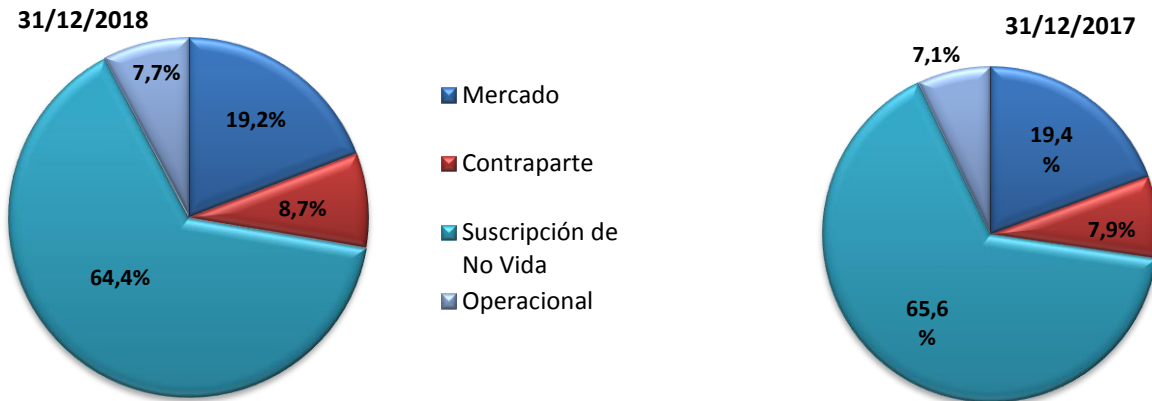 31/12/2018
7,7%
19,2%
8,7%
64,4%
Mercado
Contraparte
Suscripción de
No Vida
Operacional
31/12/2017
7,1%
19,4
%
7,9%
65,6
%